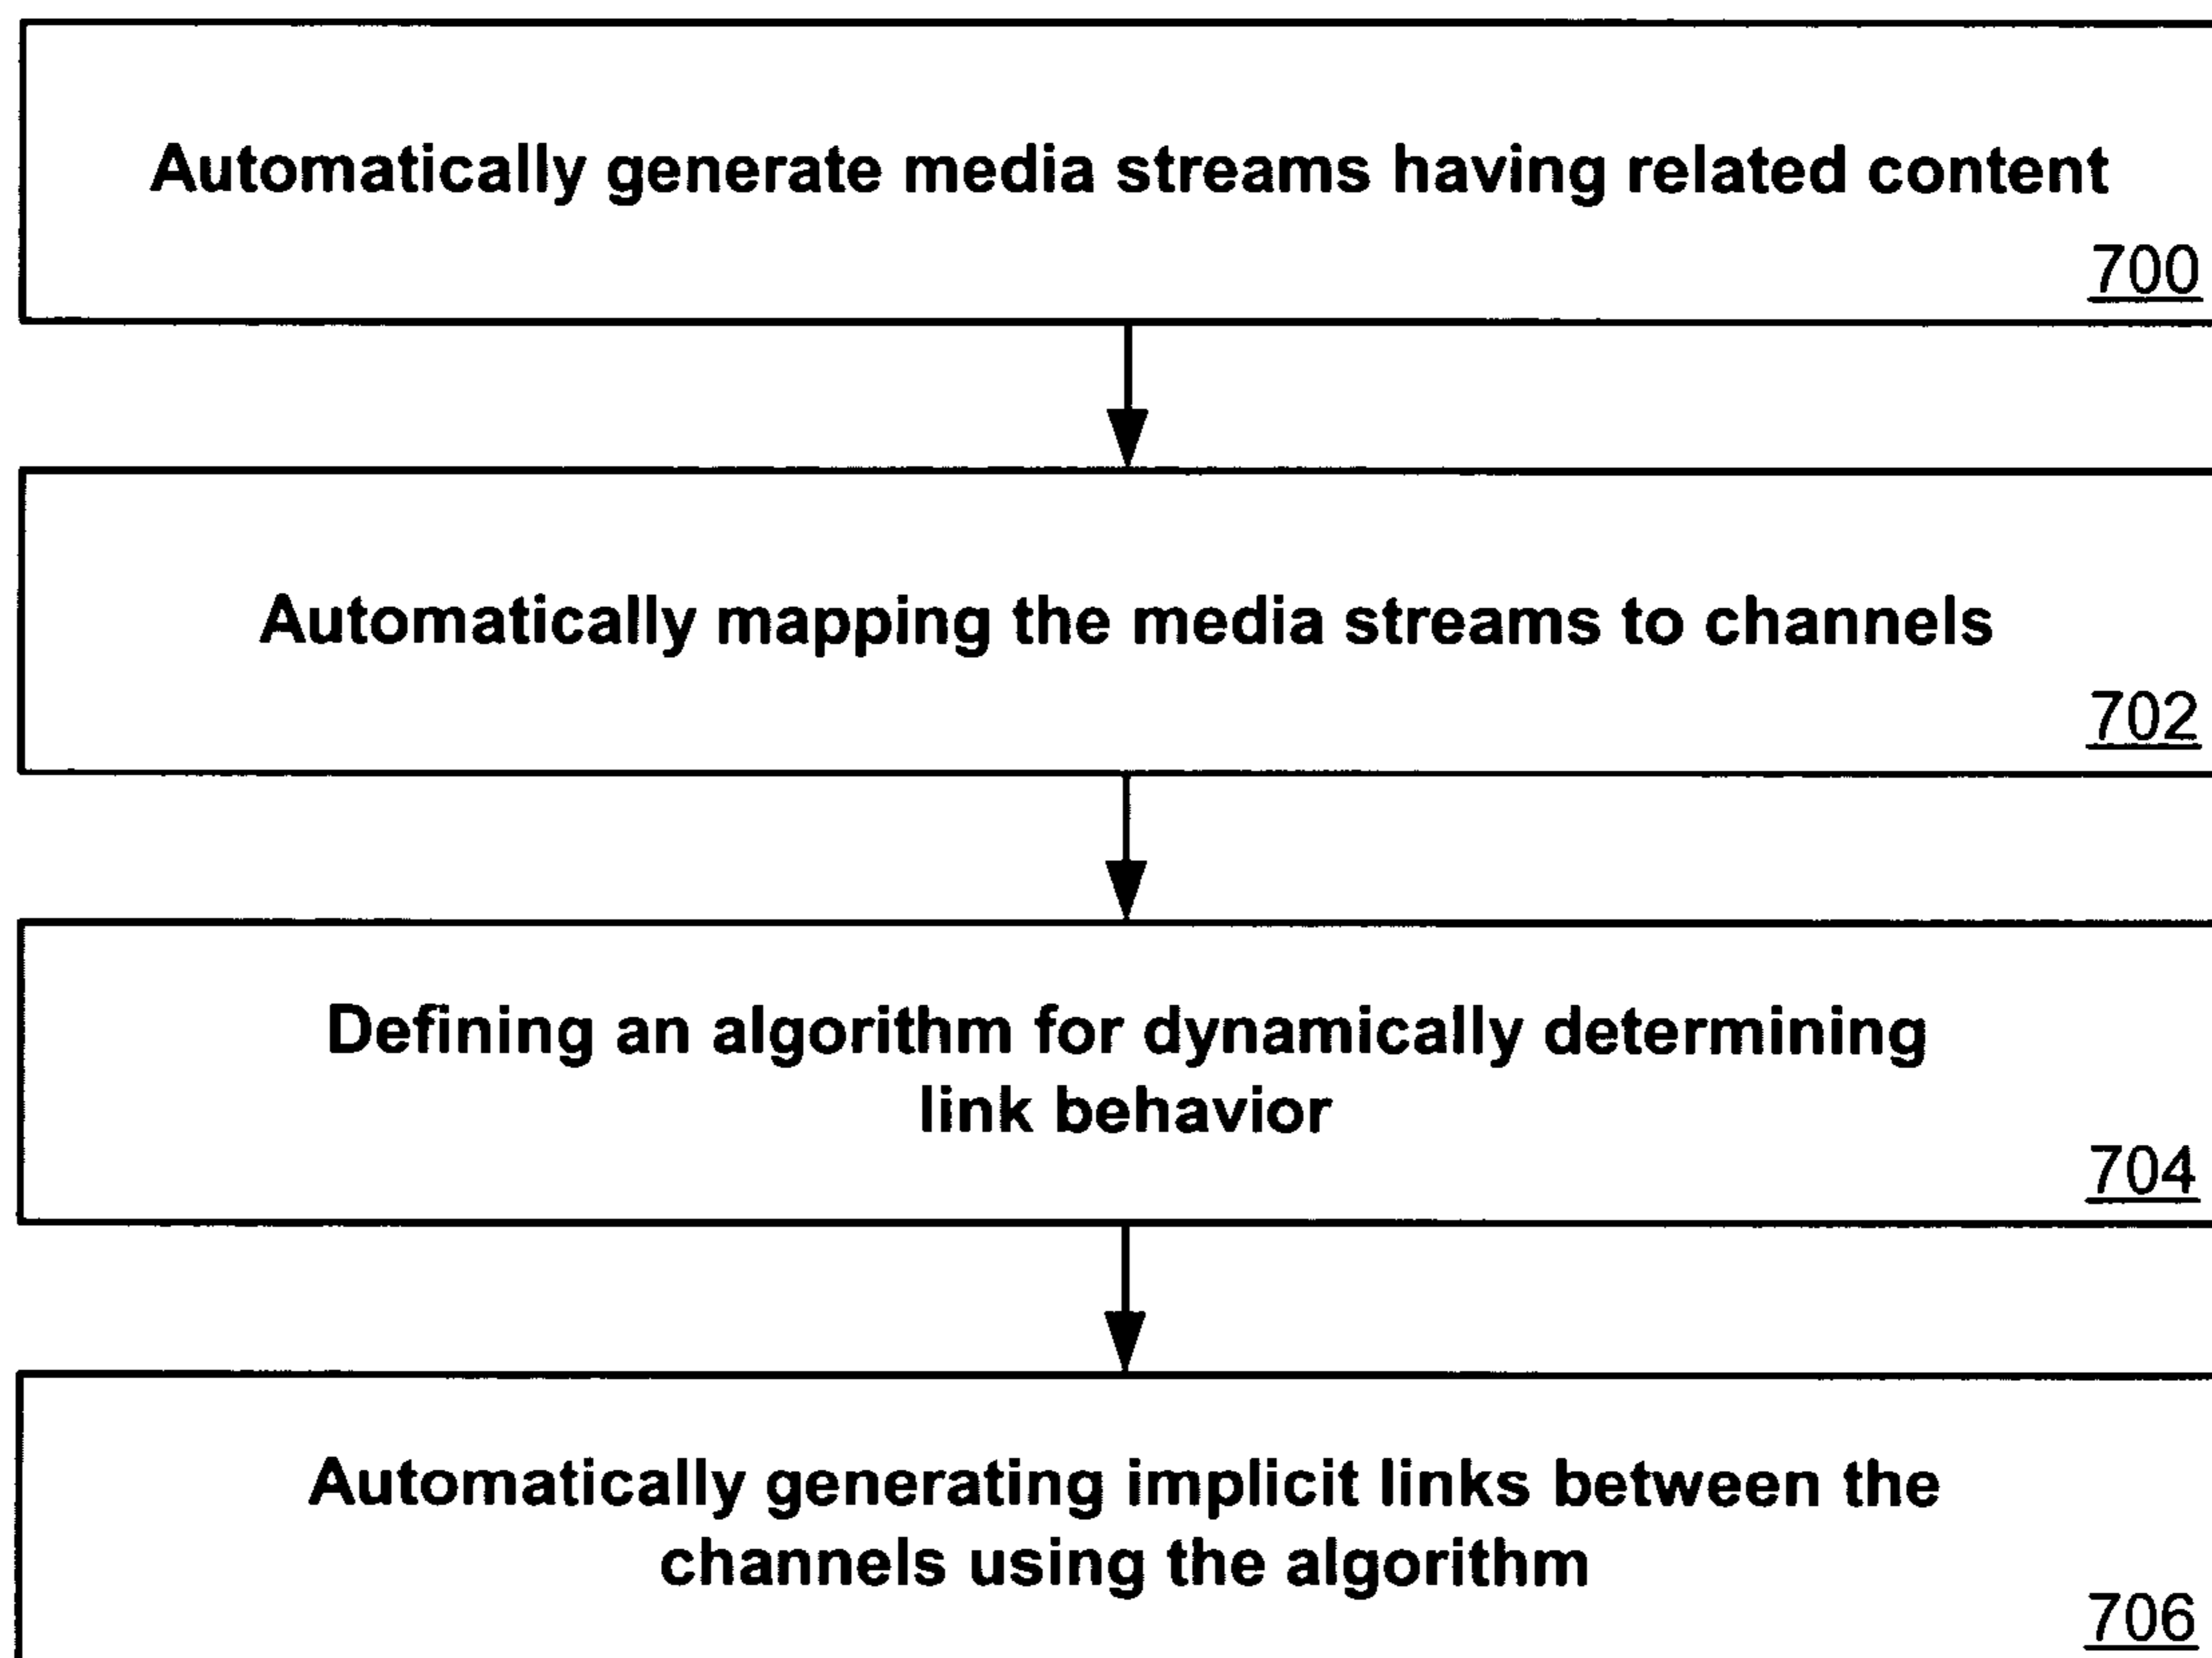 Automatically generate media streams having related content
700
Automatically mapping the media streams to channels
702
Defining an algorithm for dynamically determining
link behavior
704
Automatically generating implicit links between the
channels using the algorithm
706